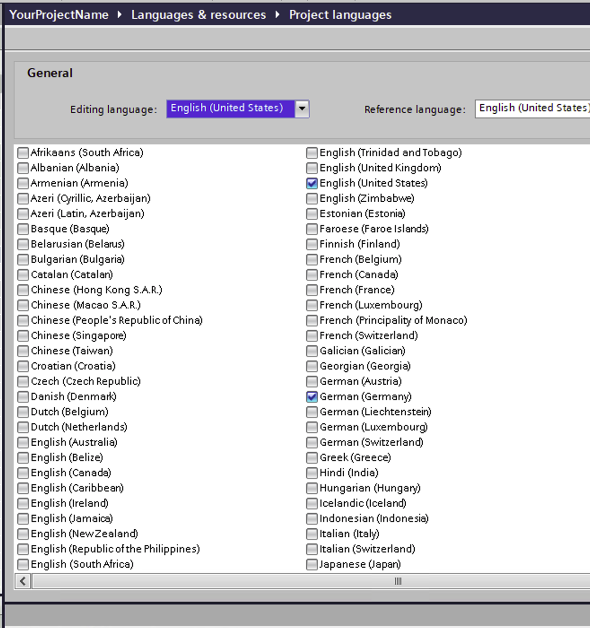 YourProjectName ▸ Languages & resources ▸ Project languages
General
Editing language: English (United States)
Reference language: English (United States)
Afrikaans (South Africa)
Albanian (Albania)
Armenian (Armenia)
Azeri (Cyrillic, Azerbaijan)
Azeri (Latin, Azerbaijan)
Basque (Basque)
Belarusian (Belarus)
Bulgarian (Bulgaria)
Catalan (Catalan)
Chinese (Hong Kong S.A.R.)
Chinese (Macao S.A.R.)
Chinese (People's Republic of China)
Chinese (Singapore)
Chinese (Taiwan)
Croatian (Croatia)
Czech (Czech Republic)
Danish (Denmark)
Dutch (Belgium)
Dutch (Netherlands)
English (Australia)
English (Belize)
English (Canada)
English (Caribbean)
English (Ireland)
English (Jamaica)
English (New Zealand)
English (Republic of the Philippines)
English (South Africa)
English (Trinidad and Tobago)
English (United Kingdom)
English (United States)
English (Zimbabwe)
Estonian (Estonia)
Faroese (Faroe Islands)
Finnish (Finland)
French (Belgium)
French (Canada)
French (France)
French (Luxembourg)
French (Principality of Monaco)
French (Switzerland)
Galician (Galician)
Georgian (Georgia)
German (Austria)
German (Germany)
German (Liechtenstein)
German (Luxembourg)
German (Switzerland)
Greek (Greece)
Hindi (India)
Hungarian (Hungary)
Icelandic (Iceland)
Indonesian (Indonesia)
Italian (Italy)
Italian (Switzerland)
Japanese (Japan)